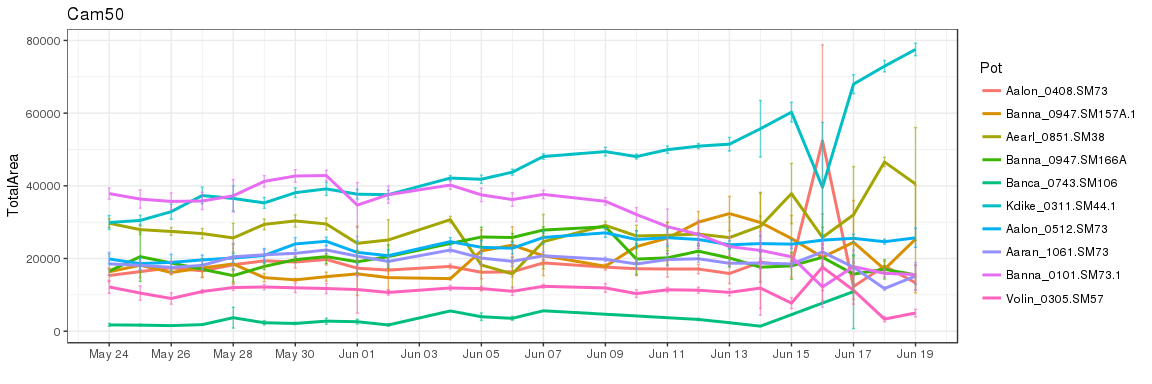 Cam50
TotalArea
80000
60000
40000
20000
0
May 24 May 26 May 28 May 30 Jun 01 Jun 03 Jun 05 Jun 07 Jun 09 Jun 11 Jun 13 Jun 15 Jun 17 Jun 19
Pot
Aalon_0408.SM73
Banna_0947.SM157A.1
Aearl_0851.SM38
Banna_0947.SM166A
Banca_0743.SM106
Kdike_0311.SM44.1
Aalon_0512.SM73
Aaran_1061.SM73
Banna_0101.SM73.1
Volin_0305.SM57